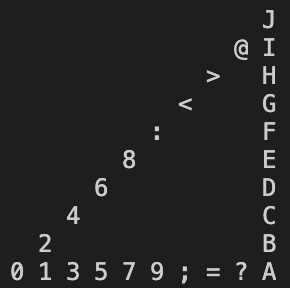 J
@ I
> H
< G
: F
8 E
6 D
4 C
2 B
0 1 3 5 7 9 ; = ? A